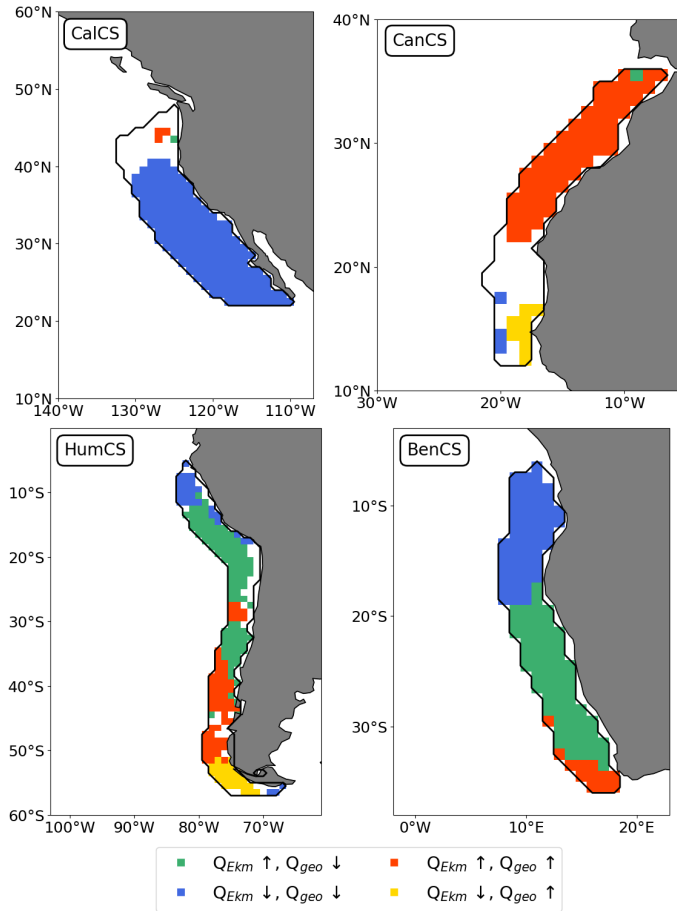 CalCS
60°N
50°N
40°N
30°N
20°N
10°N
140°W 130°W 120°W 110°W
CanCS
40°N
30°N
20°N
10°N
30°W 20°W 10°W
HumCS
10°S
20°S
30°S
40°S
50°S
60°S
100°W 90°W 80°W 70°W
BenCS
10°S
20°S
30°S
0°W 10°E 20°E
Q_Ekm ↑, Q_geo ↓ Q_Ekm ↑, Q_geo ↑
Q_Ekm ↓, Q_geo ↓ Q_Ekm ↓, Q_geo ↑